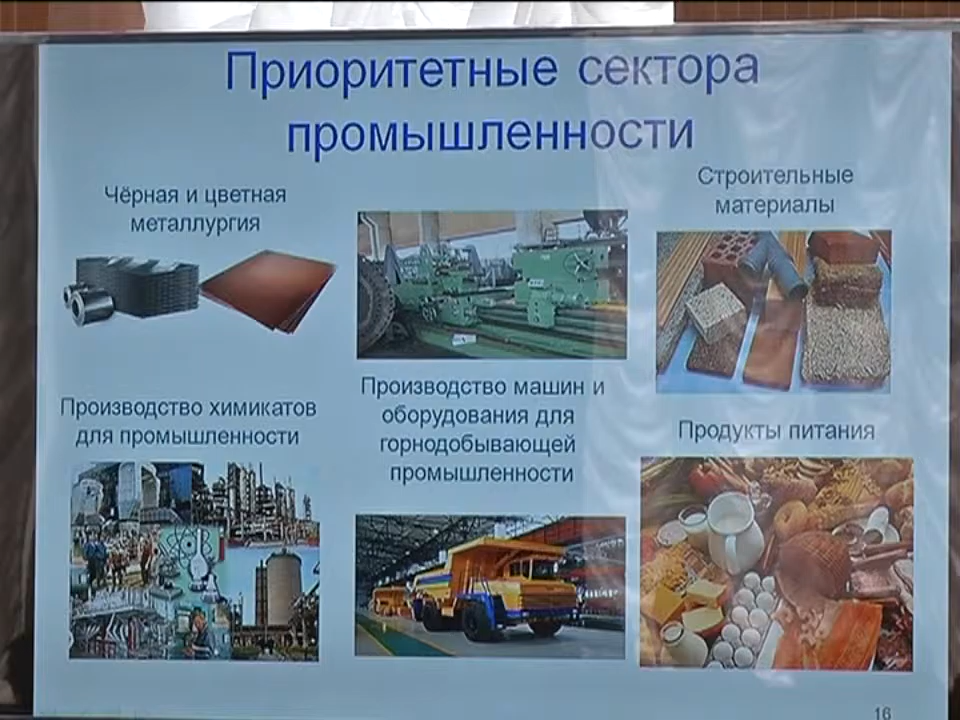 Приоритетные сектора
промышленности
Чёрная и цветная
металлургия
Строительные
материалы
Производство химикатов
для промышленности
Производство машин и
оборудования для
горнодобывающей
промышленности
Продукты питания
16